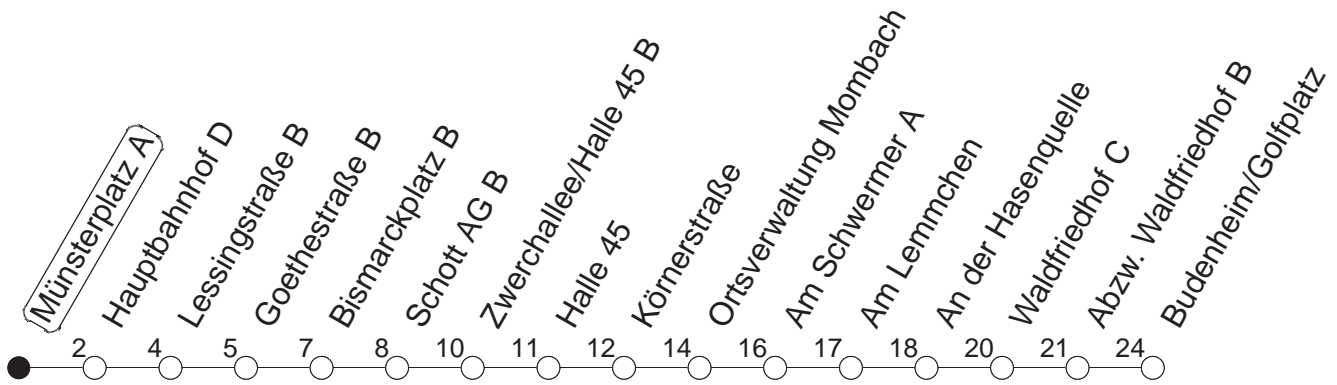 Münsterplatz A
Hauptbahnhof D
Lessingstraße B
Goethestraße B
Bismarckplatz B
Schott AG B
Zwerchallee/Halle 45 B
Halle 45
Körnerstraße
Ortsverwaltung Mombach
Am Schwermer A
Am Lemmchen
An der Hasenquelle
Waldfriedhof C
Abzw. Waldfriedhof B
Budenheim/Golfplatz
2 4 5 7 8 10 11 12 14 16 17 18 20 21 24